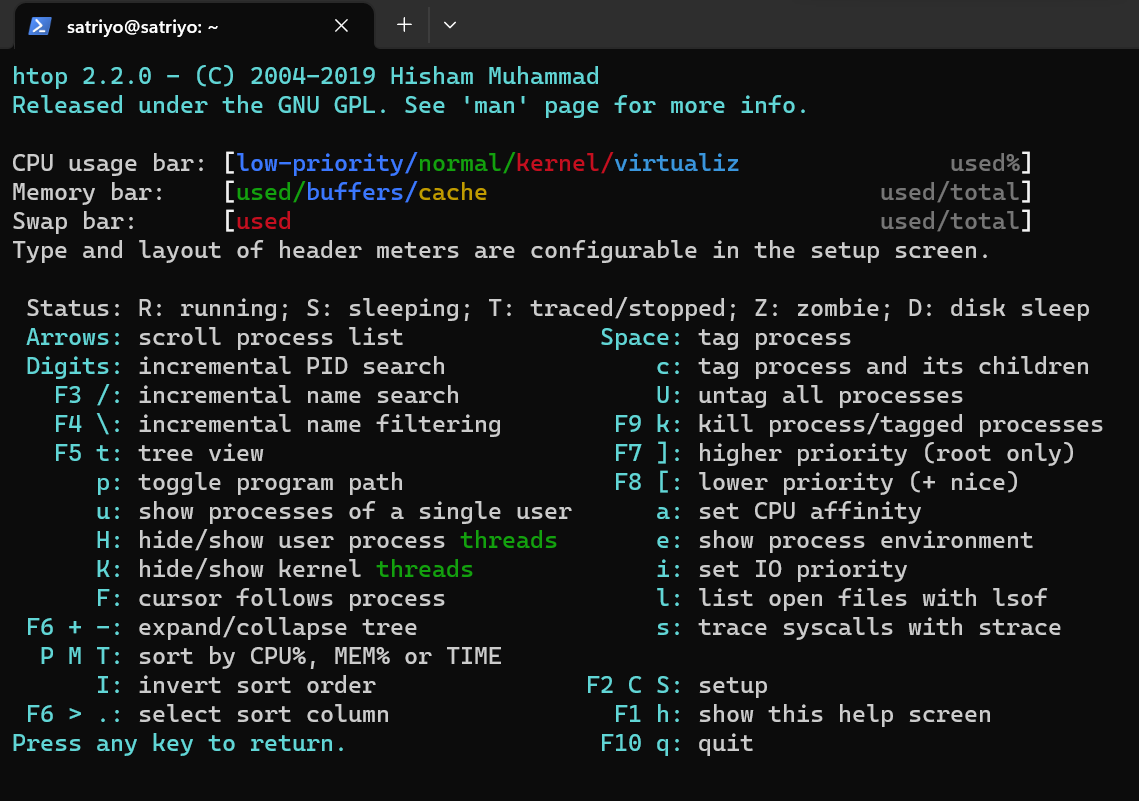 satriyo@satriyo: ~
htop 2.2.0 - (C) 2004-2019 Hisham Muhammad
Released under the GNU GPL. See 'man' page for more info.
CPU usage bar: [low-priority/normal/kernel/virtualiz               used%]
Memory bar:    [used/buffers/cache                            used/total]
Swap bar:      [used                                          used/total]
Type and layout of header meters are configurable in the setup screen.
 Status: R: running; S: sleeping; T: traced/stopped; Z: zombie; D: disk sleep
 Arrows: scroll process list              Space: tag process
 Digits: incremental PID search               c: tag process and its children
   F3 /: incremental name search              U: untag all processes
   F4 \: incremental name filtering        F9 k: kill process/tagged processes
   F5 t: tree view                         F7 ]: higher priority (root only)
      p: toggle program path               F8 [: lower priority (+ nice)
      u: show processes of a single user      a: set CPU affinity
      H: hide/show user process threads       e: show process environment
      K: hide/show kernel threads             i: set IO priority
      F: cursor follows process               l: list open files with lsof
 F6 + -: expand/collapse tree                 s: trace syscalls with strace
  P M T: sort by CPU%, MEM% or TIME
      I: invert sort order               F2 C S: setup
 F6 > .: select sort column                F1 h: show this help screen
Press any key to return.                  F10 q: quit